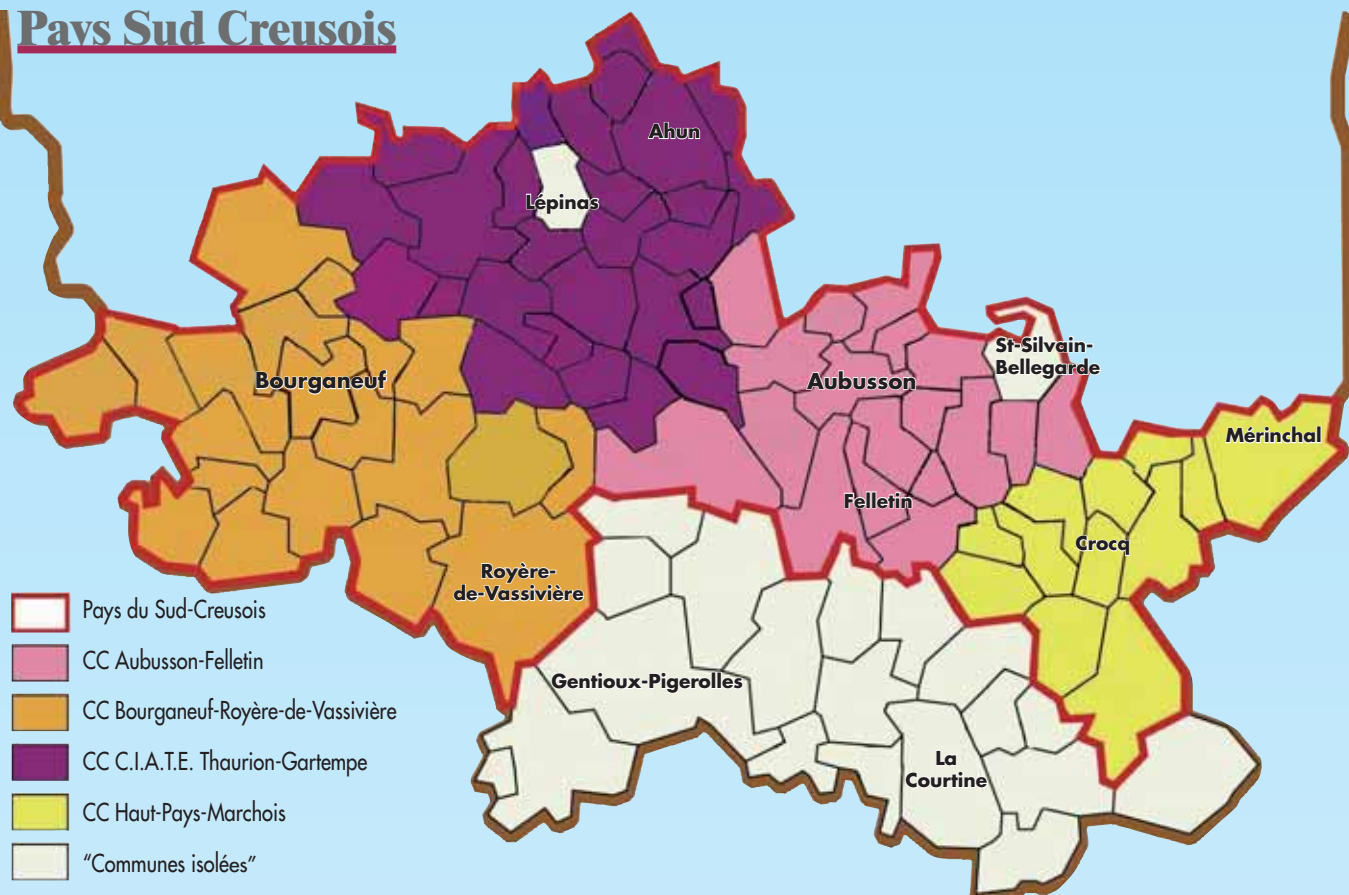 Pays Sud Creusois
Ahun
Lépinas
St-Silvain-
Bellegarde
Bourganeuf
Aubusson
Mérinchal
Felletin
Crocq
Royère-
de-Vassivière
Gentioux-Pigerolles
La
Courtine
Pays du Sud-Creusois
CC Aubusson-Felletin
CC Bourganeuf-Royère-de-Vassivière
CC C.I.A.T.E. Thaurion-Gartempe
CC Haut-Pays-Marchois
"Communes isolées"